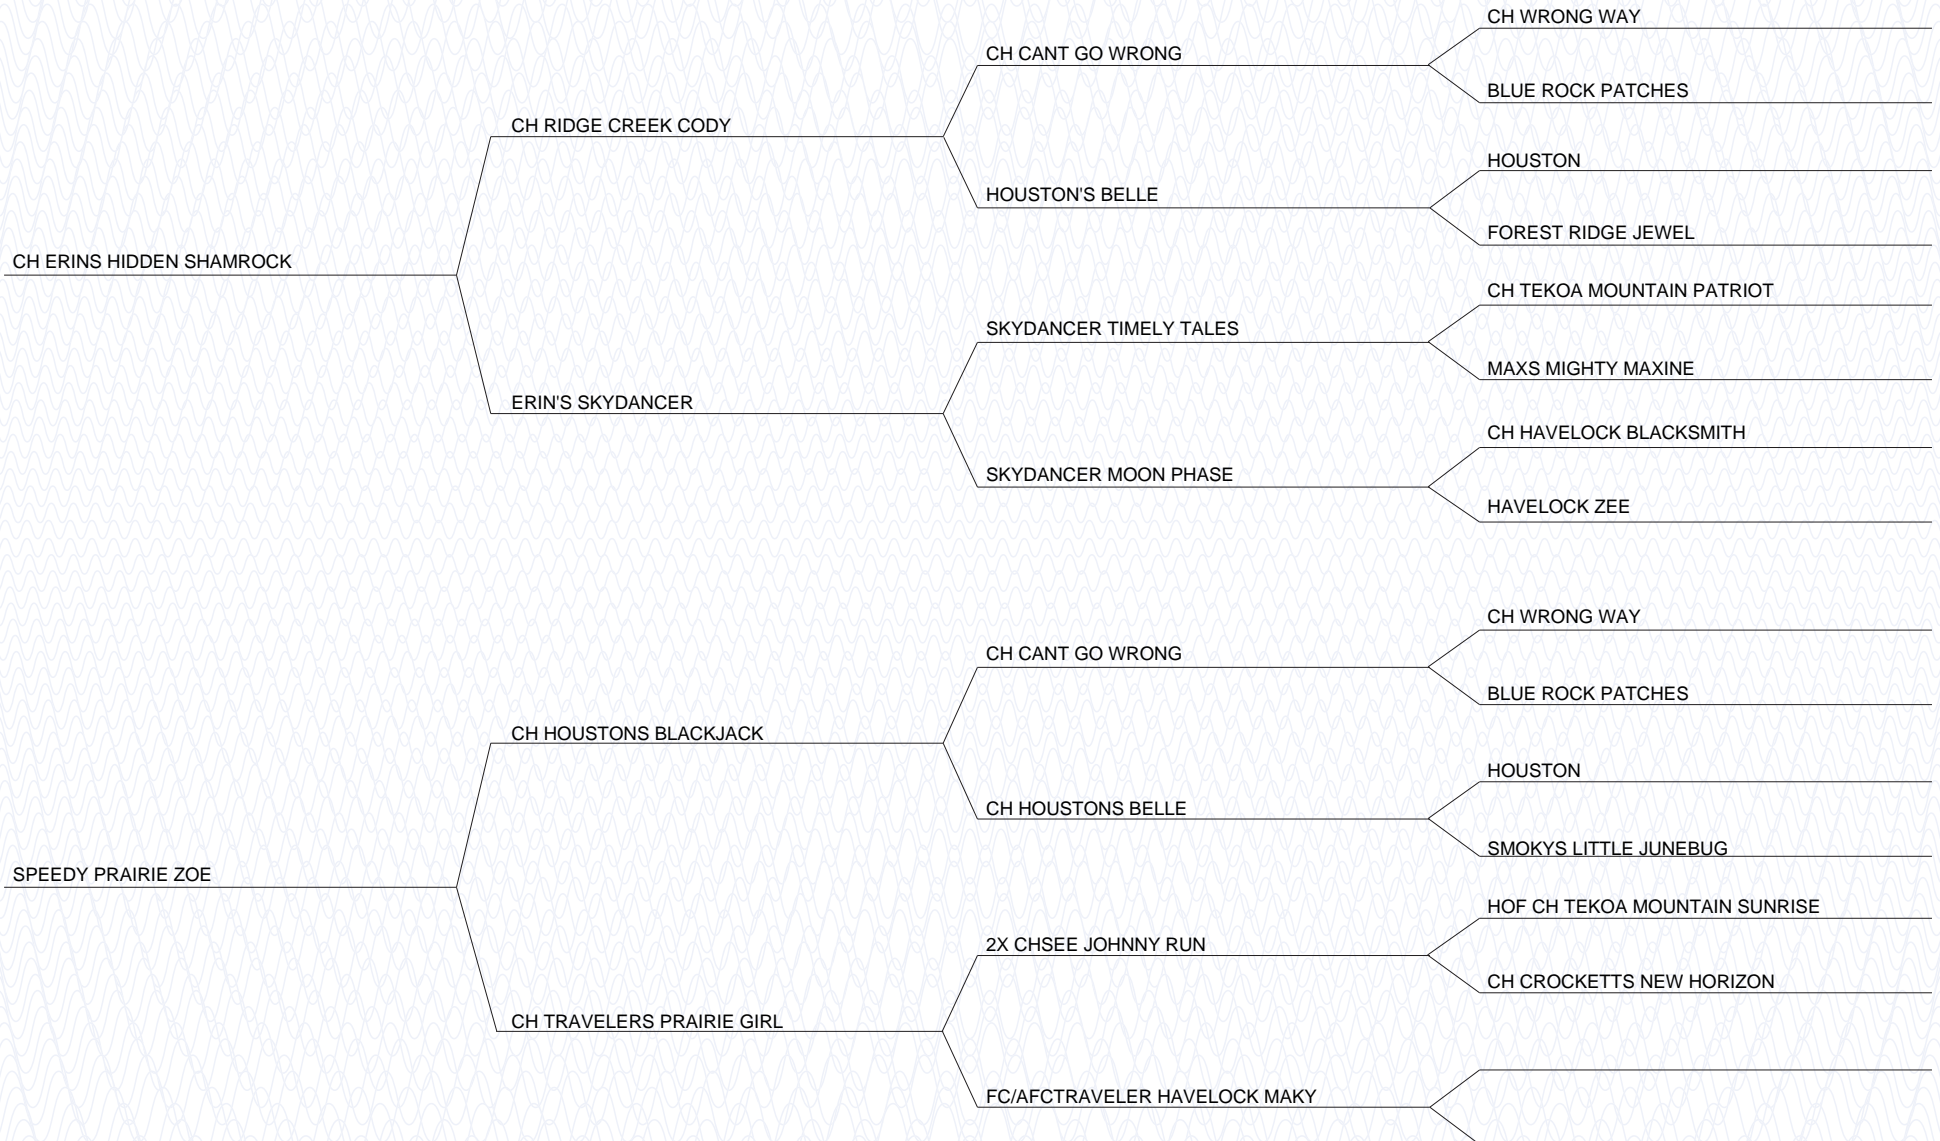 CH WRONG WAY
CH CANT GO WRONG
BLUE ROCK PATCHES
CH RIDGE CREEK CODY
HOUSTON
HOUSTON'S BELLE
FOREST RIDGE JEWEL
CH ERINS HIDDEN SHAMROCK
CH TEKOA MOUNTAIN PATRIOT
SKYDANCER TIMELY TALES
MAXS MIGHTY MAXINE
ERIN'S SKYDANCER
CH HAVELOCK BLACKSMITH
SKYDANCER MOON PHASE
HAVELOCK ZEE
CH WRONG WAY
CH CANT GO WRONG
BLUE ROCK PATCHES
CH HOUSTONS BLACKJACK
HOUSTON
CH HOUSTONS BELLE
SMOKYS LITTLE JUNEBUG
SPEEDY PRAIRIE ZOE
HOF CH TEKOA MOUNTAIN SUNRISE
2X CHSEE JOHNNY RUN
CH CROCKETTS NEW HORIZON
CH TRAVELERS PRAIRIE GIRL
FC/AFCTRAVELER HAVELOCK MAKY